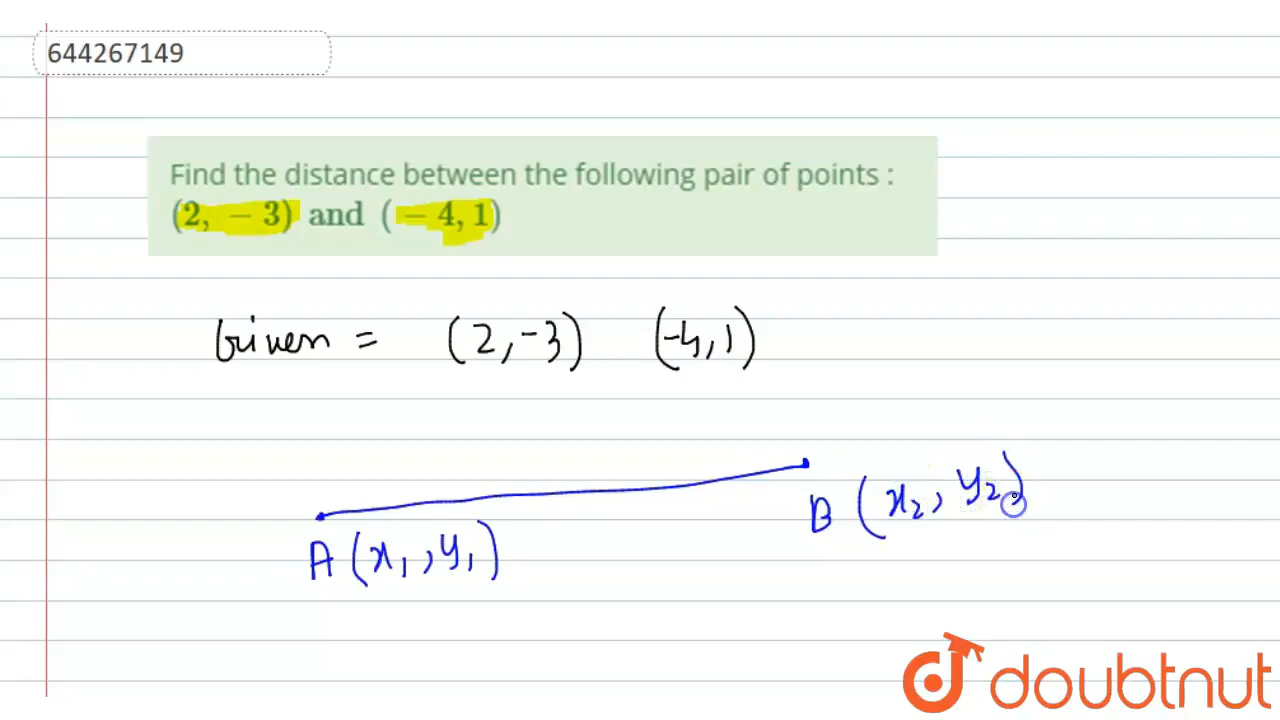 644267149
Find the distance between the following pair of points :
(2, −3) and (−4, 1)
Given = (2, -3) (-4, 1)
B (x₂, y₂)
A (x₁, y₁)
doubtnut